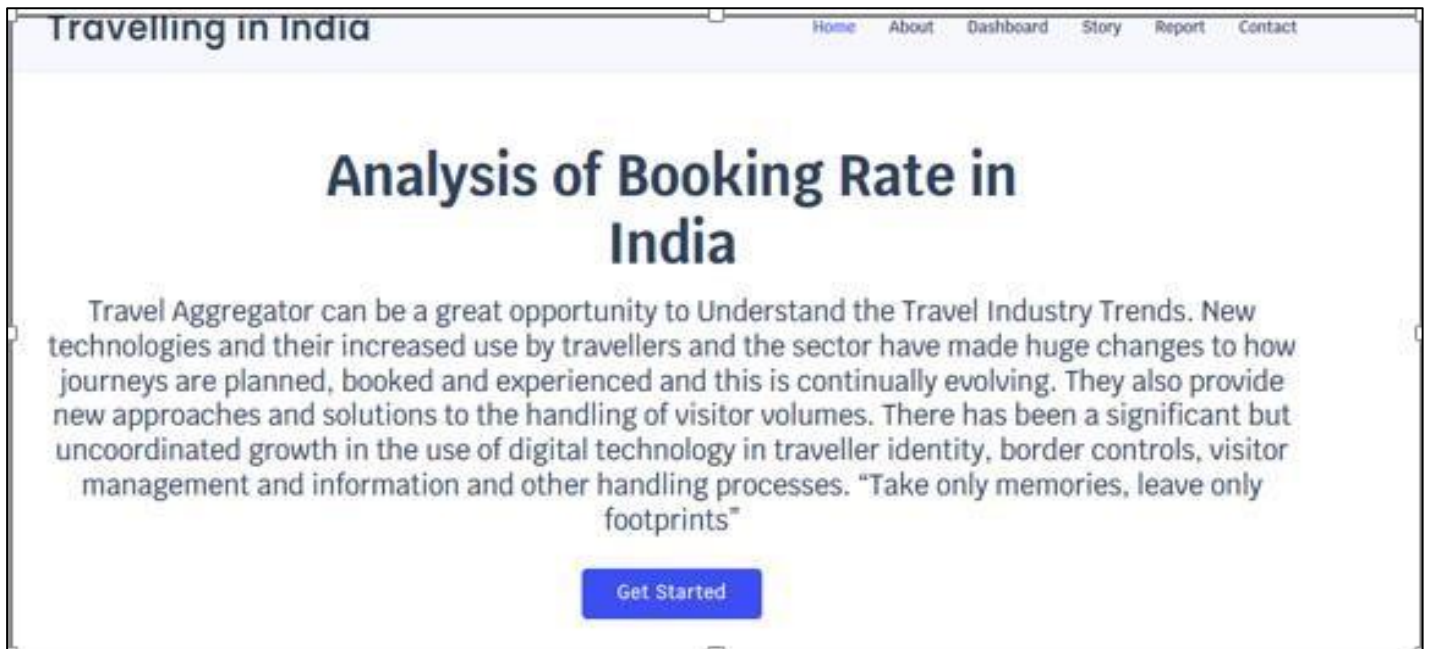 Travelling in India
Home About Dashboard Story Report Contact
Analysis of Booking Rate in
India
Travel Aggregator can be a great opportunity to Understand the Travel Industry Trends. New
technologies and their increased use by travellers and the sector have made huge changes to how
journeys are planned, booked and experienced and this is continually evolving. They also provide
new approaches and solutions to the handling of visitor volumes. There has been a significant but
uncoordinated growth in the use of digital technology in traveller identity, border controls, visitor
management and information and other handling processes. “Take only memories, leave only
footprints”
Get Started